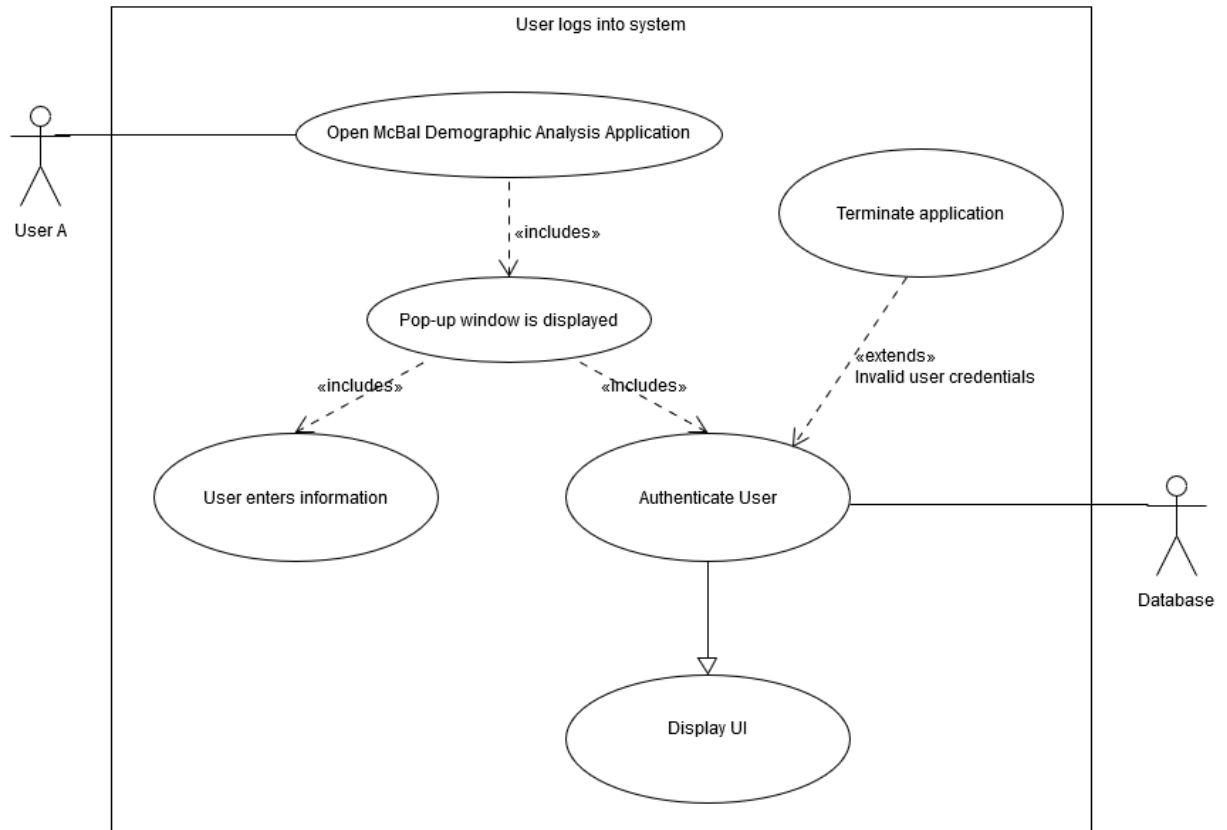 User logs into system
Open McBal Demographic Analysis Application
User A
Terminate application
«includes»
Pop-up window is displayed
«extends»
Invalid user credentials
«includes»
«includes»
User enters information
Authenticate User
Database
Display UI